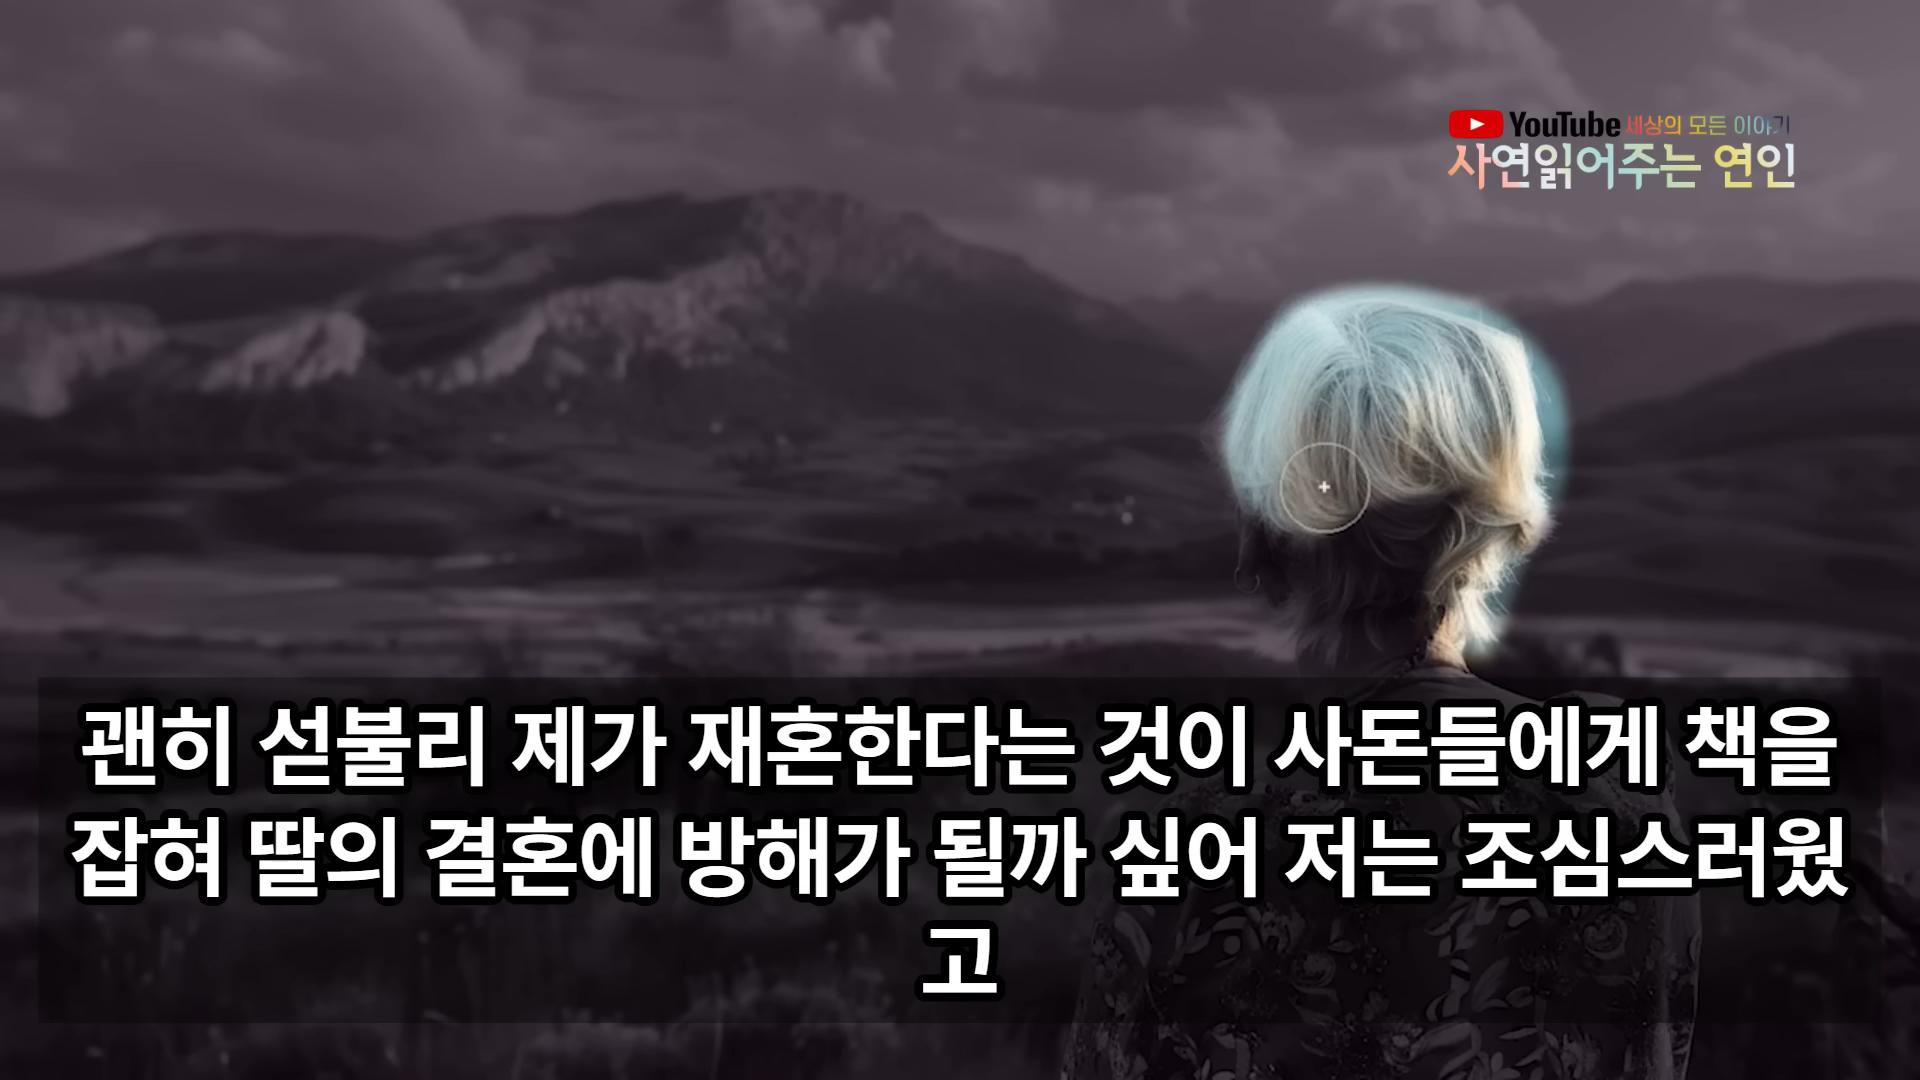 YouTube 세상의 모든 이야기
사연읽어주는 연인
괜히 섣불리 제가 재혼한다는 것이 사돈들에게 책을
잡혀 딸의 결혼에 방해가 될까 싶어 저는 조심스러웠
고